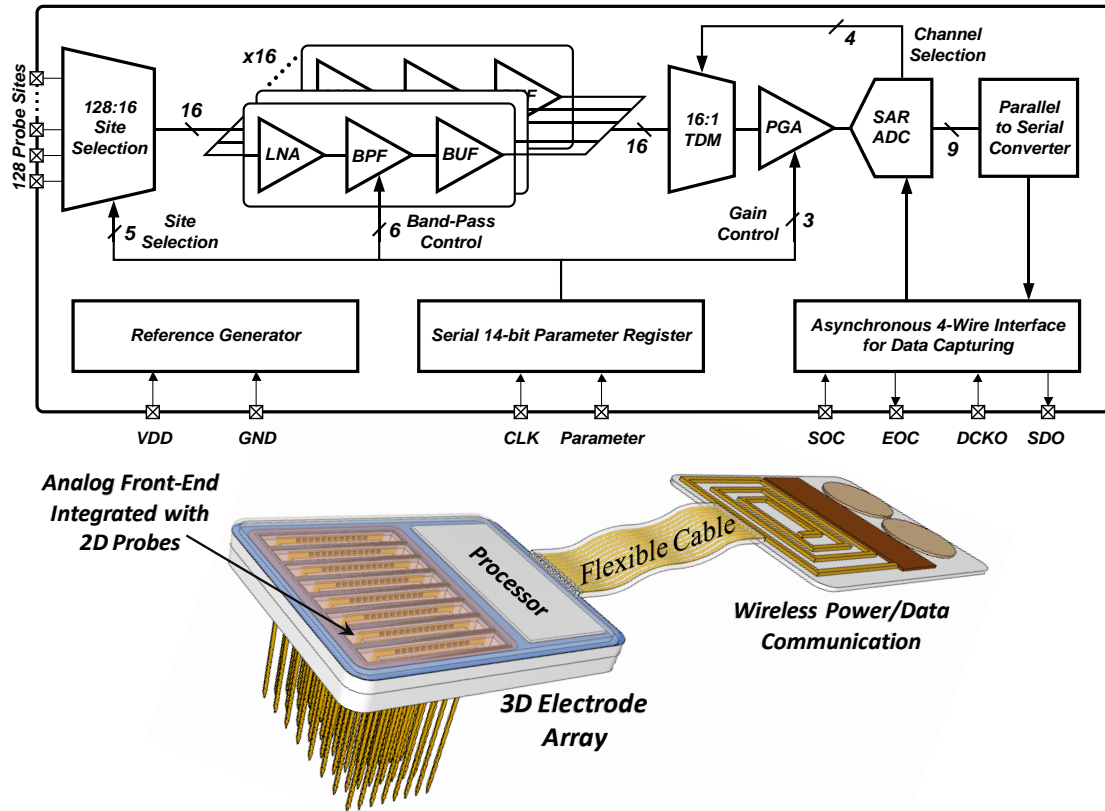 128 Probe Sites
128:16
Site
Selection
16
x16
LNA
BPF
BUF
16
16:1
TDM
PGA
4
Channel
Selection
SAR
ADC
9
Parallel
to Serial
Converter
5
Site
Selection
6
Band-Pass
Control
Gain
Control
3
Reference Generator
Serial 14-bit Parameter Register
Asynchronous 4-Wire Interface
for Data Capturing
VDD
GND
CLK
Parameter
SOC
EOC
DCKO
SDO
Analog Front-End
Integrated with
2D Probes
Processor
Flexible Cable
Wireless Power/Data
Communication
3D Electrode
Array